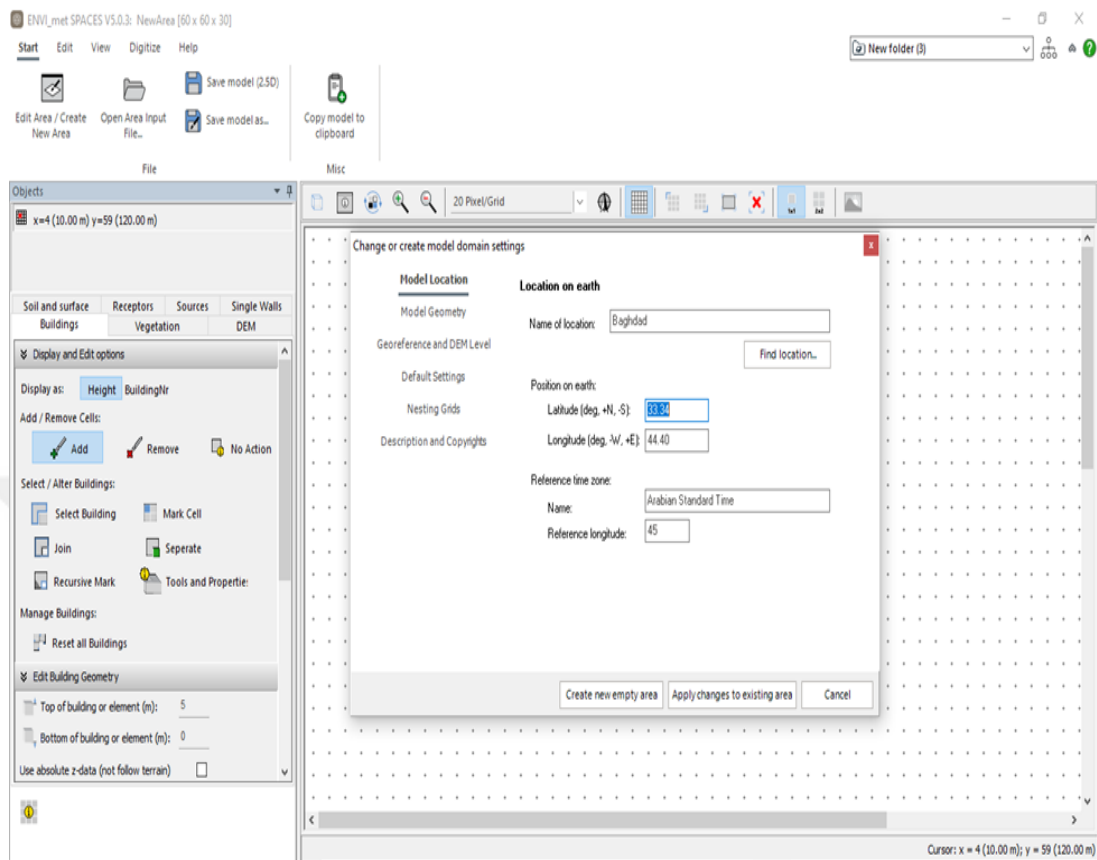 ENVI_met SPACES V5.0.3: NewArea [60 x 60 x 30]
Start Edit View Digitize Help
New folder (3)
Edit Area / Create New Area
Open Area Input File...
Save model (2.5D)
Save model as...
Copy model to clipboard
File
Misc
Objects
x=4 (10.00 m) y=59 (120.00 m)
Soil and surface Receptors Sources Single Walls
Buildings Vegetation DEM
Display and Edit options
Display as: Height BuildingNr
Add / Remove Cells:
Add Remove No Action
Select / Alter Buildings:
Select Building Mark Cell
Join Seperate
Recursive Mark Tools and Propertie:
Manage Buildings:
Reset all Buildings
Edit Building Geometry
Top of building or element (m): 5
Bottom of building or element (m): 0
Use absolute z-data (not follow terrain)
20 Pixel/Grid
Change or create model domain settings
x
Model Location
Model Geometry
Georeference and DEM Level
Default Settings
Nesting Grids
Description and Copyrights
Location on earth
Name of location: Baghdad
Find location...
Position on earth:
Latitude (deg, +N, -S): 33.34
Longitude (deg, -W, +E): 44.40
Reference time zone:
Name: Arabian Standard Time
Reference longitude: 45
Create new empty area Apply changes to existing area Cancel
Cursor: x = 4 (10.00 m); y = 59 (120.00 m)